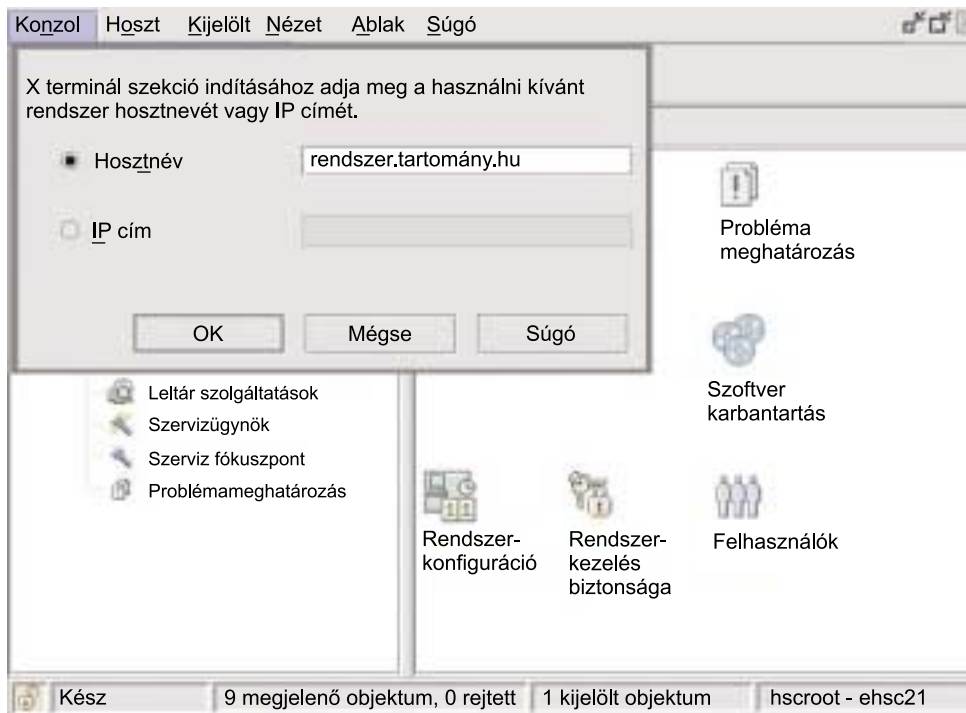 Konzol Hoszt Kijelölt Nézet Ablak Súgó
X terminál szekció indításához adja meg a használni kívánt
rendszer hosztnevét vagy IP címét.
Hosztnév rendszer.tartomány.hu
IP cím
OK Mégse Súgó
Probléma
meghatározás
Szoftver
karbantartás
Leltár szolgáltatások
Szervizügynök
Szerviz fókuszpont
Problémameghatározás
Rendszer-
konfiguráció
Rendszer-
kezelés
biztonsága
Felhasználók
Kész 9 megjelenő objektum, 0 rejtett 1 kijelölt objektum hscroot - ehsc21